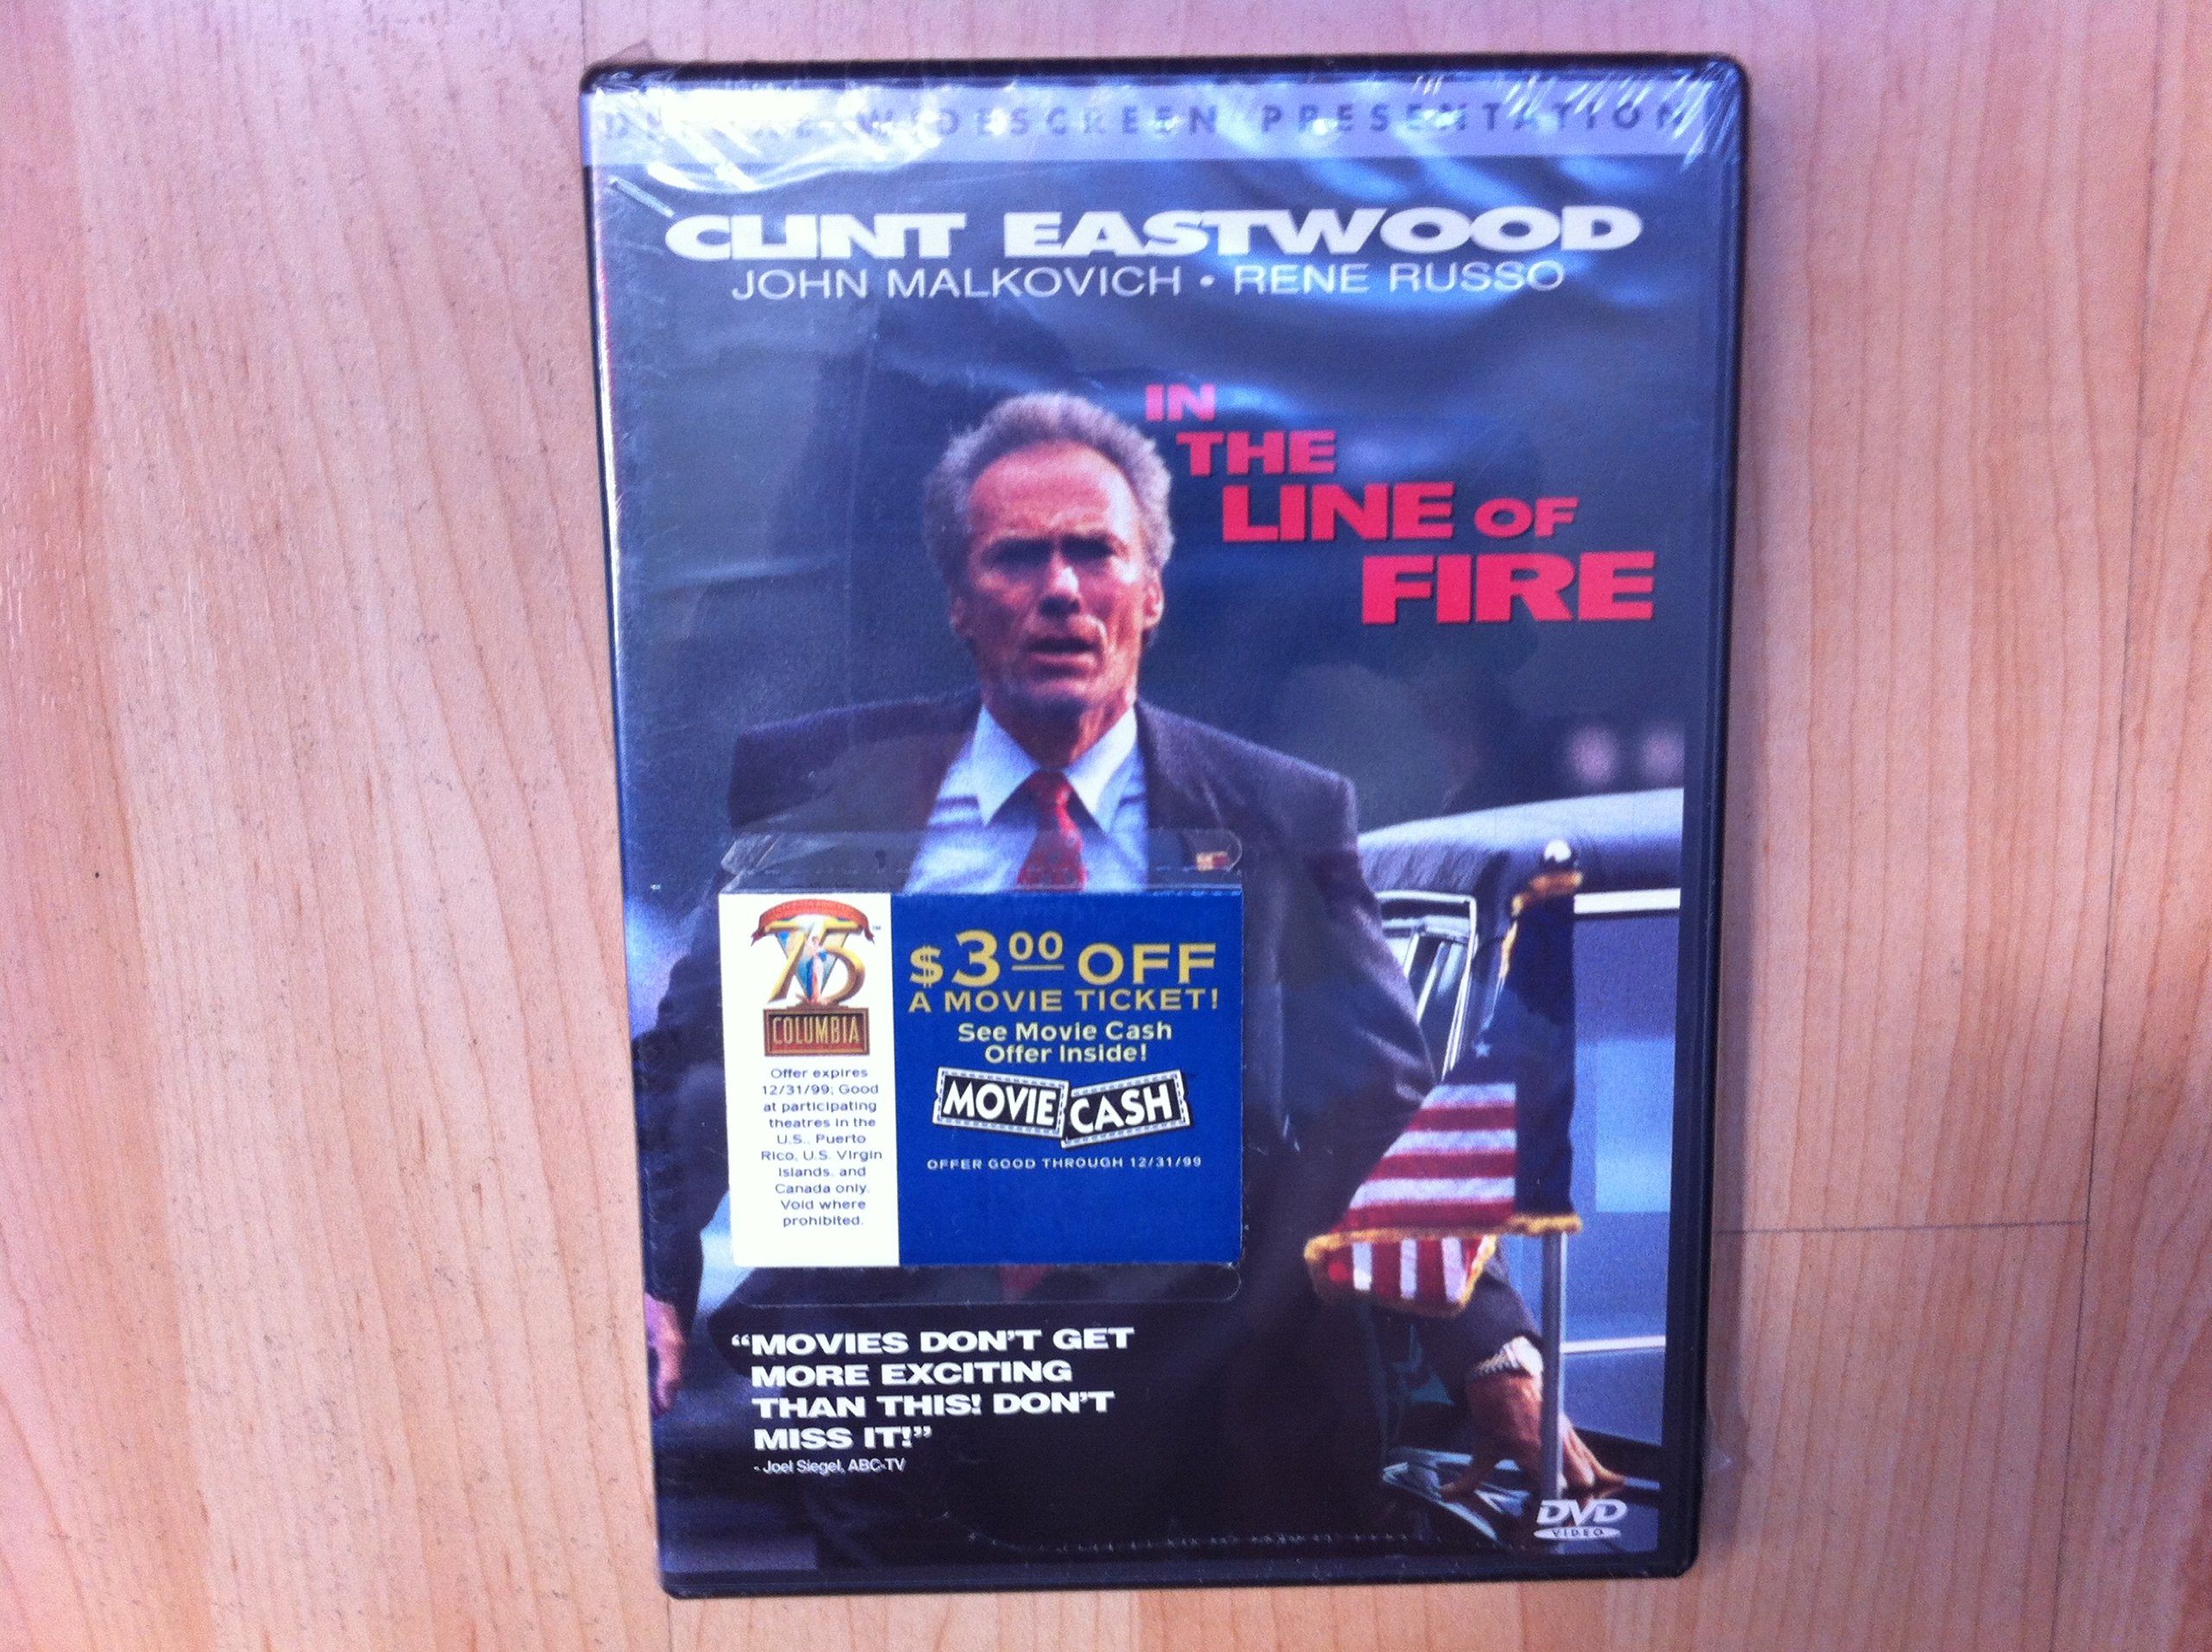 WIDESCREEN PRESENTATION
CLINT EASTWOOD
JOHN MALKOVICH • RENE RUSSO
IN
THE
LINE OF
FIRE
75
COLUMBIA
Offer expires
12/31/99; Good
at participating
theatres in the
U.S., Puerto
Rico, U.S. Virgin
Islands, and
Canada only.
Void where
prohibited.
$3.00 OFF
A MOVIE TICKET!
See Movie Cash
Offer Inside!
MOVIE CASH
OFFER GOOD THROUGH 12/31/99
“MOVIES DON'T GET
MORE EXCITING
THAN THIS! DON'T
MISS IT!”
- Joel Siegel, ABC-TV
DVD
VIDEO